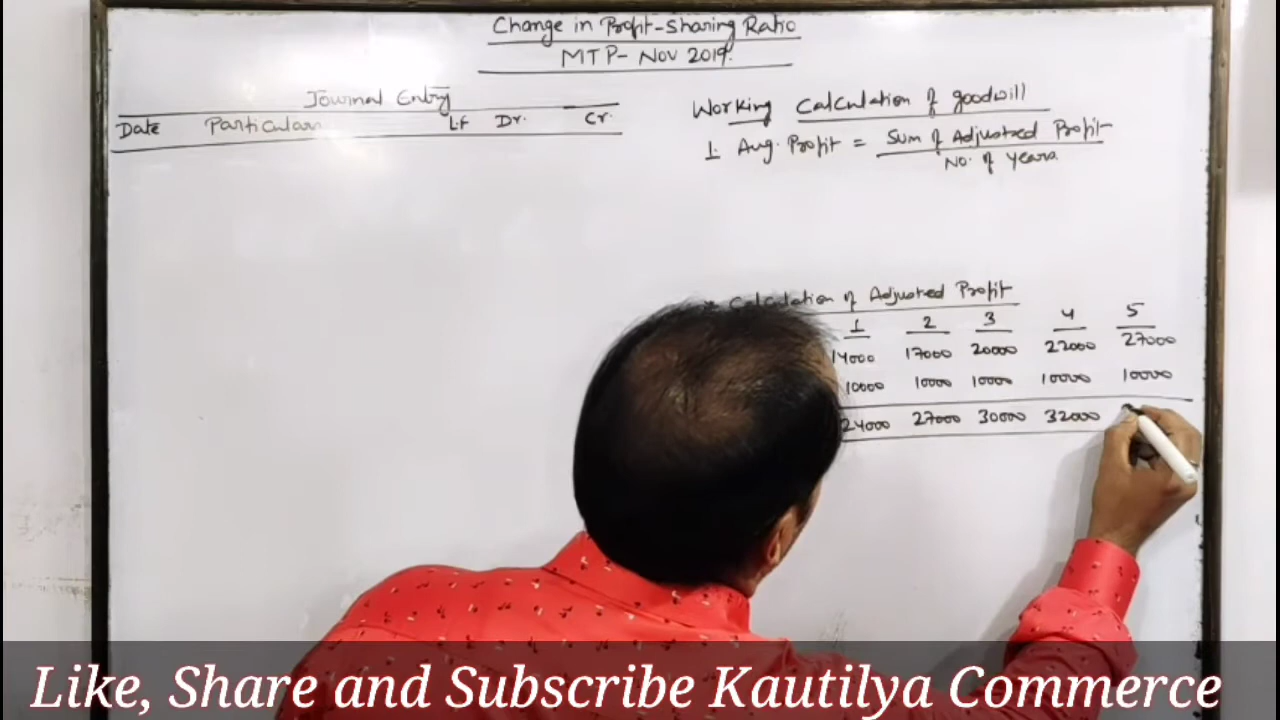 Change in Profit-Sharing Ratio
MTP- Nov 2019.
Journal Entry
Date Particulars Lf Dr. Cr.
Working Calculation of goodwill
1. Avg. Profit = Sum of Adjusted Profit
No. of years.
Calculation of Adjusted Profit
1 2 3 4 5
14000 17000 20000 22000 27000
10000 10000 10000 10000 10000
24000 27000 30000 32000
Like, Share and Subscribe Kautilya Commerce